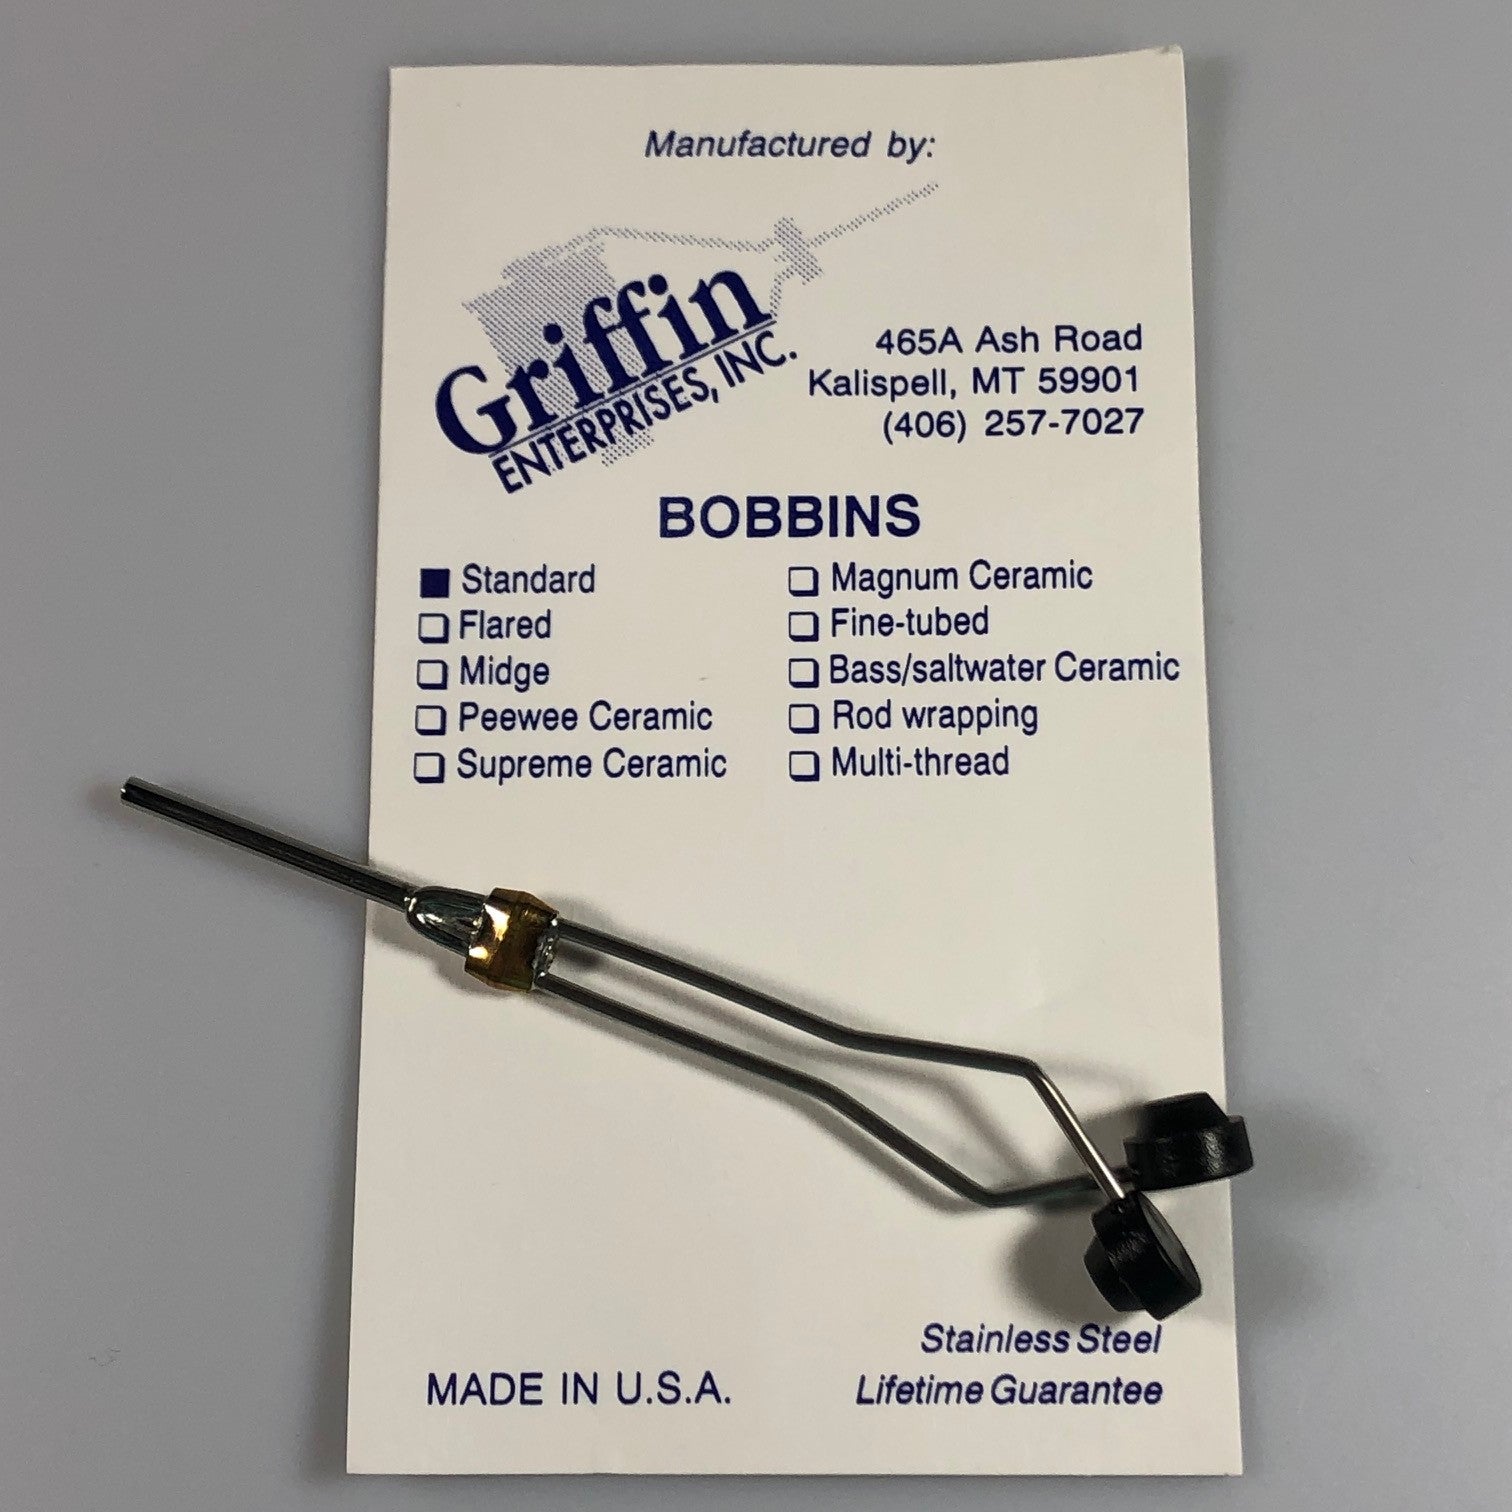 Manufactured by:
Griffin
ENTERPRISES, INC.
465A Ash Road
Kalispell, MT 59901
(406) 257-7027
BOBBINS
Standard
Flared
Midge
Peewee Ceramic
Supreme Ceramic
Magnum Ceramic
Fine-tubed
Bass/saltwater Ceramic
Rod wrapping
Multi-thread
MADE IN U.S.A.
Stainless Steel
Lifetime Guarantee